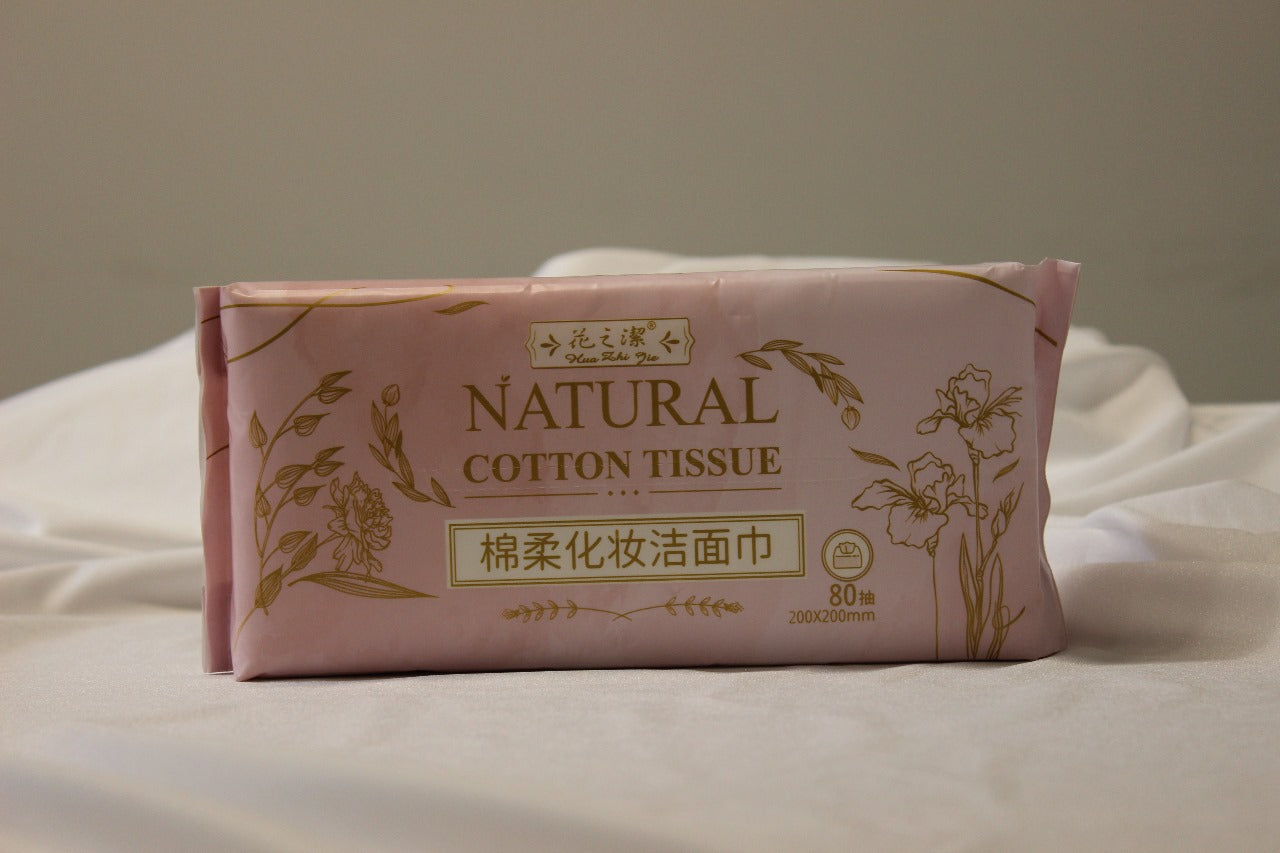 花之潔®
Hua Zhi Jie
NATURAL
COTTON TISSUE
棉柔化妆洁面巾
80抽
200X200mm